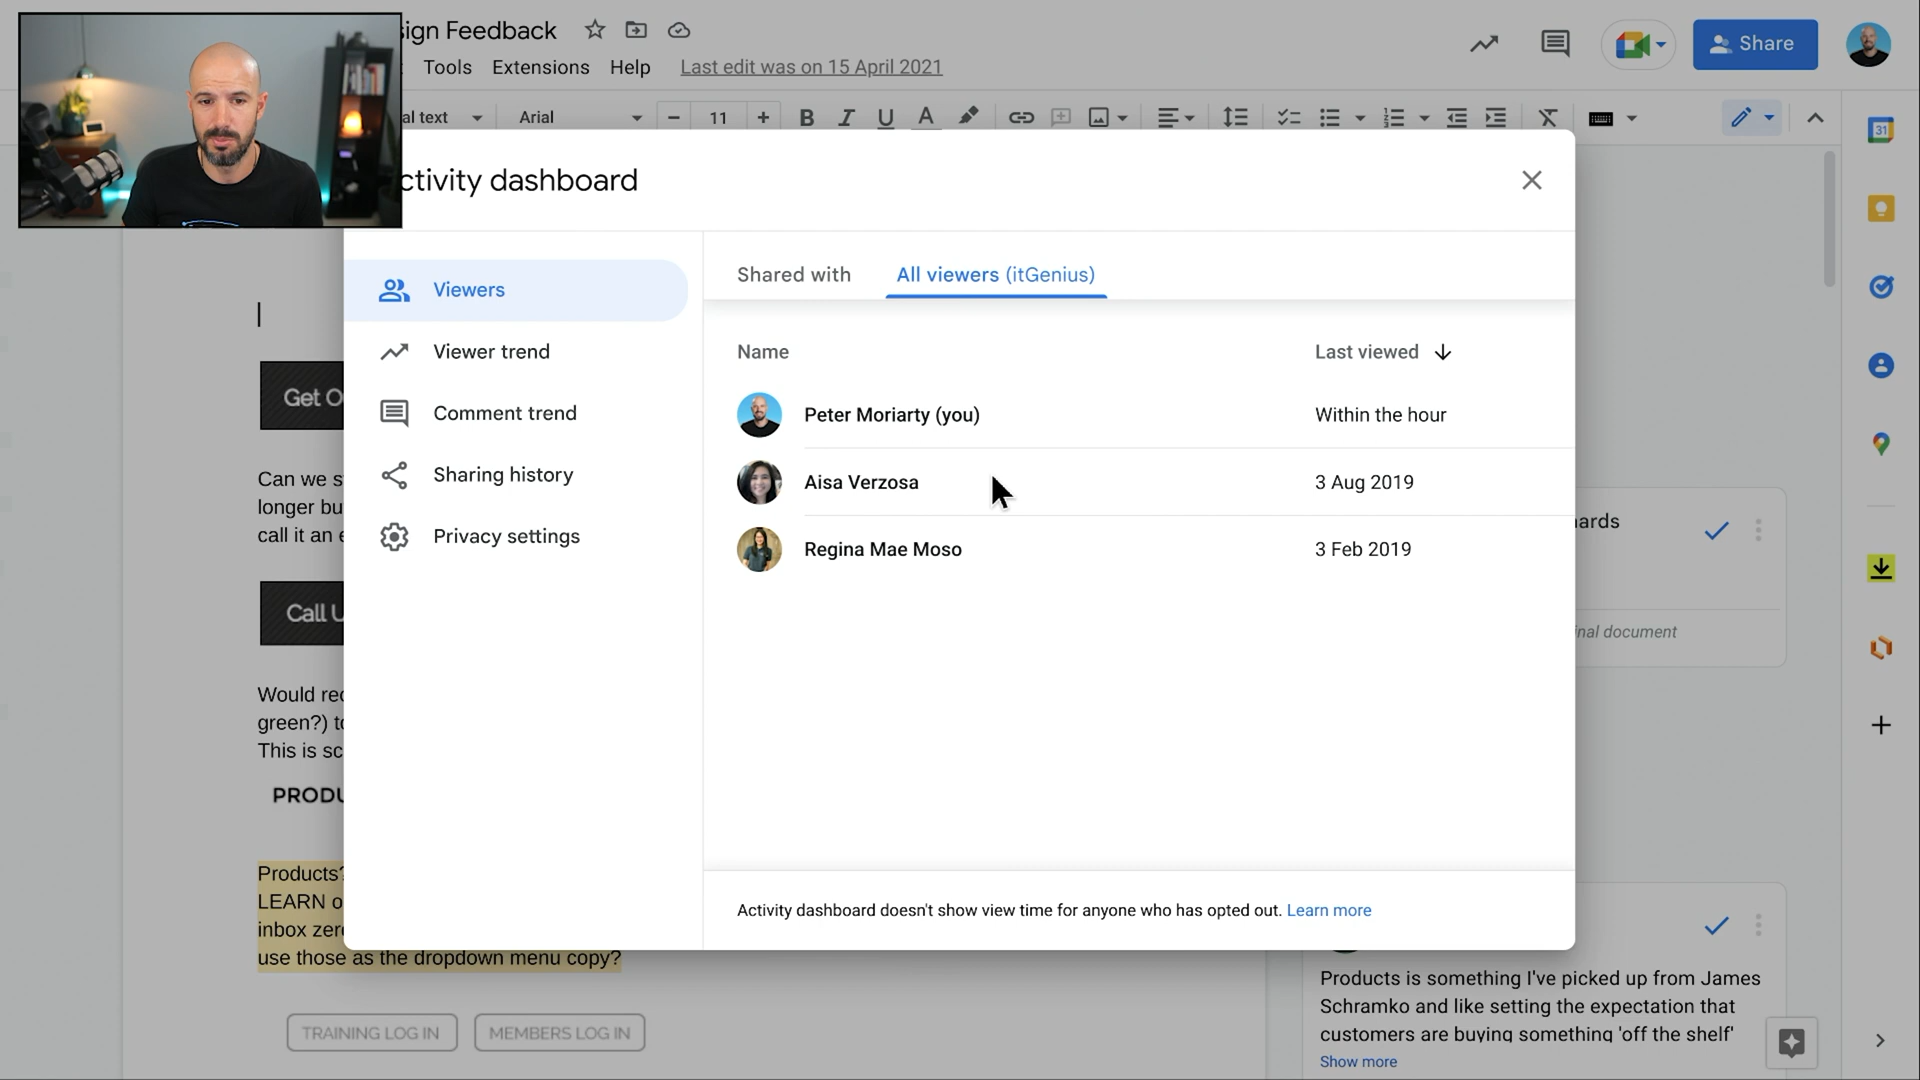 sign Feedback
Tools Extensions Help Last edit was on 15 April 2021
Share
al text Arial 11
B I U A
31
ctivity dashboard
Viewers
Viewer trend
Comment trend
Sharing history
Privacy settings
Shared with All viewers (itGenius)
Name Last viewed
Peter Moriarty (you) Within the hour
Aisa Verzosa 3 Aug 2019
Regina Mae Moso 3 Feb 2019
Activity dashboard doesn't show view time for anyone who has opted out. Learn more
Get O
Can we s
longer bu
call it an e
Call U
Would rec
green?) to
This is sc
PRODU
Products?
LEARN o
inbox zero
use those as the dropdown menu copy?
TRAINING LOG IN MEMBERS LOG IN
ards
nal document
Products is something I've picked up from James
Schramko and like setting the expectation that
customers are buying something 'off the shelf'
Show more